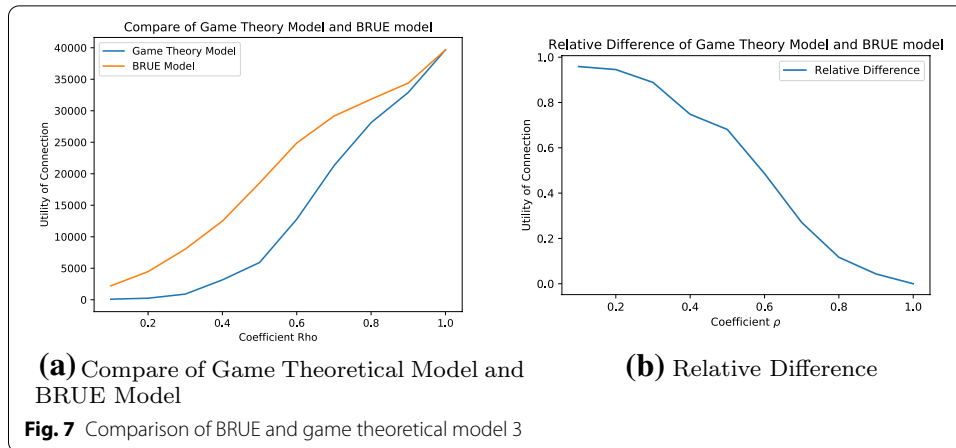 Compare of Game Theory Model and BRUE model
Game Theory Model
BRUE Model
Utility of Connection
40000
35000
30000
25000
20000
15000
10000
5000
0
0.2 0.4 0.6 0.8 1.0
Coefficient Rho
(a) Compare of Game Theoretical Model and
BRUE Model
Relative Difference of Game Theory Model and BRUE model
Relative Difference
Utility of Connection
1.0
0.8
0.6
0.4
0.2
0.0
0.2 0.4 0.6 0.8 1.0
Coefficient ρ
(b) Relative Difference
Fig. 7 Comparison of BRUE and game theoretical model 3